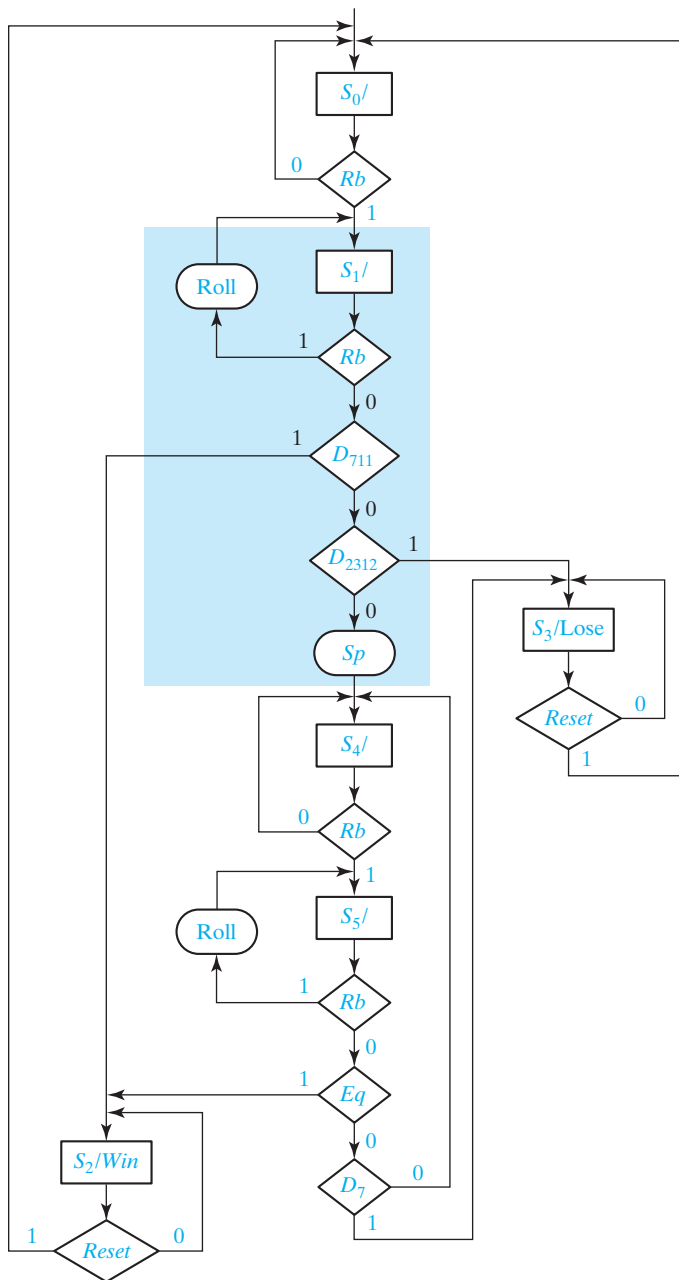 S₀/
0
Rb
1
S₁/
Roll
1
Rb
0
1
D₇₁₁
0
1
D₂₃₁₂
0
S₃/Lose
Sp
Reset
0
S₄/
1
0
Rb
1
S₅/
Roll
1
Rb
0
1
Eq
0
S₂/Win
D₇
0
1
1
Reset
0